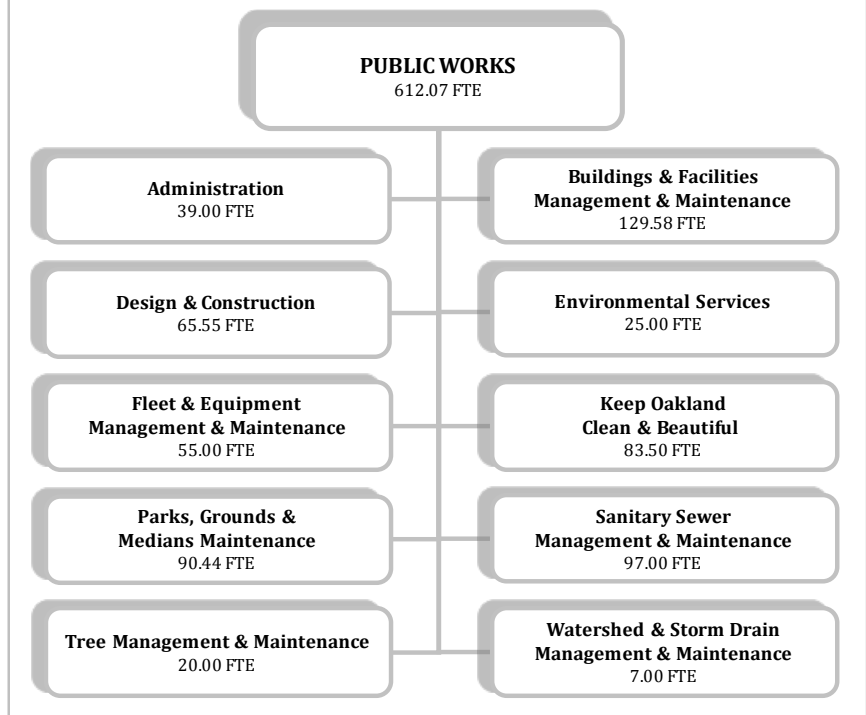 PUBLIC WORKS
612.07 FTE
Administration
39.00 FTE
Buildings & Facilities
Management & Maintenance
129.58 FTE
Design & Construction
65.55 FTE
Environmental Services
25.00 FTE
Fleet & Equipment
Management & Maintenance
55.00 FTE
Keep Oakland
Clean & Beautiful
83.50 FTE
Parks, Grounds &
Medians Maintenance
90.44 FTE
Sanitary Sewer
Management & Maintenance
97.00 FTE
Tree Management & Maintenance
20.00 FTE
Watershed & Storm Drain
Management & Maintenance
7.00 FTE